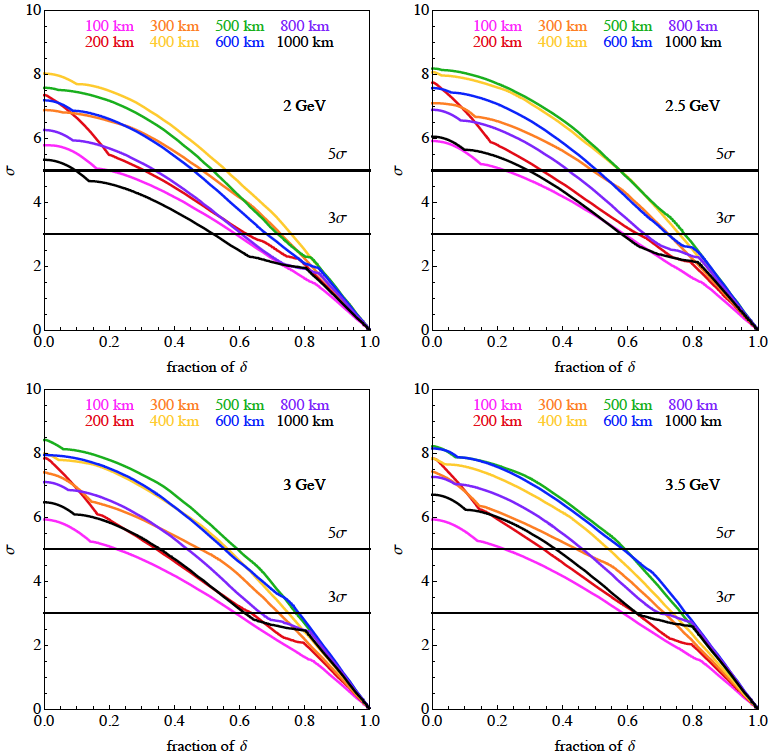 10
8
6
4
2
0
σ
100 km 300 km 500 km 800 km
200 km 400 km 600 km 1000 km
2 GeV
5σ
3σ
0.0 0.2 0.4 0.6 0.8 1.0
fraction of δ
10
8
6
4
2
0
σ
100 km 300 km 500 km 800 km
200 km 400 km 600 km 1000 km
2.5 GeV
5σ
3σ
0.0 0.2 0.4 0.6 0.8 1.0
fraction of δ
10
8
6
4
2
0
σ
100 km 300 km 500 km 800 km
200 km 400 km 600 km 1000 km
3 GeV
5σ
3σ
0.0 0.2 0.4 0.6 0.8 1.0
fraction of δ
10
8
6
4
2
0
σ
100 km 300 km 500 km 800 km
200 km 400 km 600 km 1000 km
3.5 GeV
5σ
3σ
0.0 0.2 0.4 0.6 0.8 1.0
fraction of δ